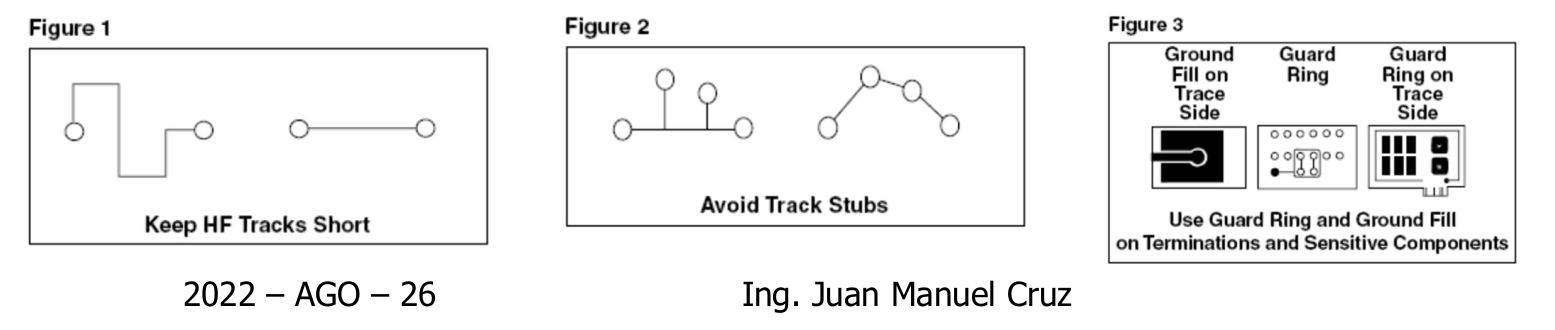 Figure 1
Keep HF Tracks Short
Figure 2
Avoid Track Stubs
Figure 3
Ground
Fill on
Trace
Side
Guard
Ring
Guard
Ring on
Trace
Side
Use Guard Ring and Ground Fill
on Terminations and Sensitive Components
2022 – AGO – 26
Ing. Juan Manuel Cruz